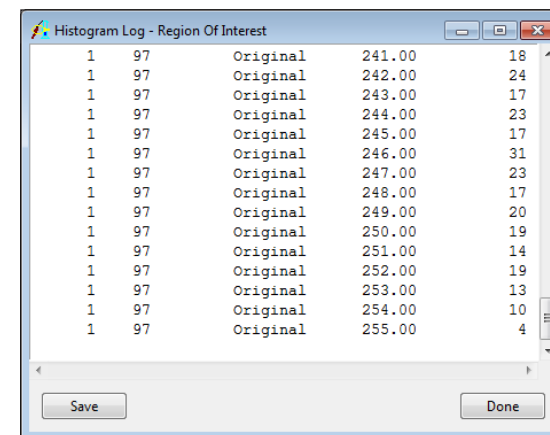 Histogram Log - Region Of Interest
1 97 Original 241.00 18
1 97 Original 242.00 24
1 97 Original 243.00 17
1 97 Original 244.00 23
1 97 Original 245.00 17
1 97 Original 246.00 31
1 97 Original 247.00 23
1 97 Original 248.00 17
1 97 Original 249.00 20
1 97 Original 250.00 19
1 97 Original 251.00 14
1 97 Original 252.00 19
1 97 Original 253.00 13
1 97 Original 254.00 10
1 97 Original 255.00 4
Save Done